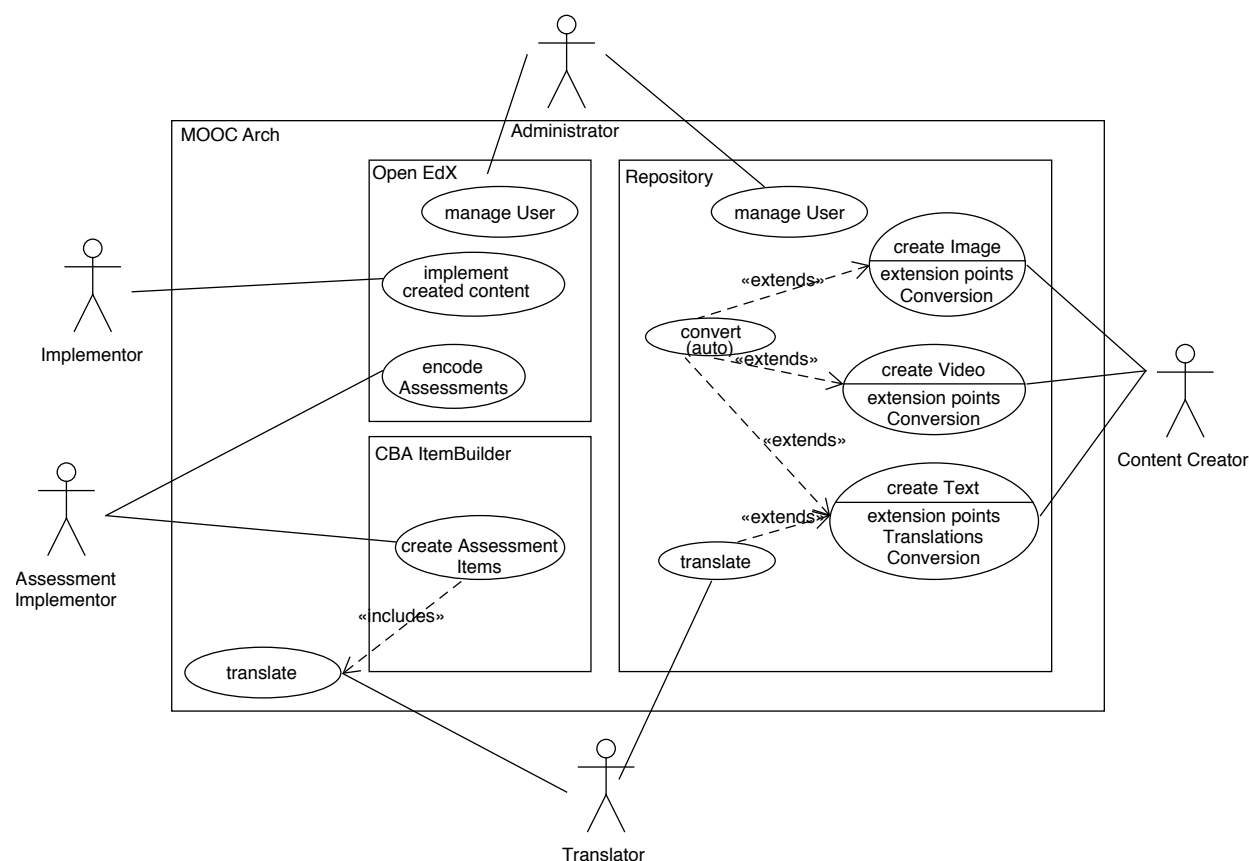 Administrator
MOOC Arch
Open EdX
Repository
manage User
manage User
create Image
extension points
Conversion
implement
created content
«extends»
Implementor
convert
(auto)
«extends»
encode
Assessments
create Video
extension points
Conversion
Content Creator
«extends»
CBA ItemBuilder
create Text
extension points
Translations
Conversion
«extends»
create Assessment
Items
translate
Assessment
Implementor
«includes»
translate
Translator